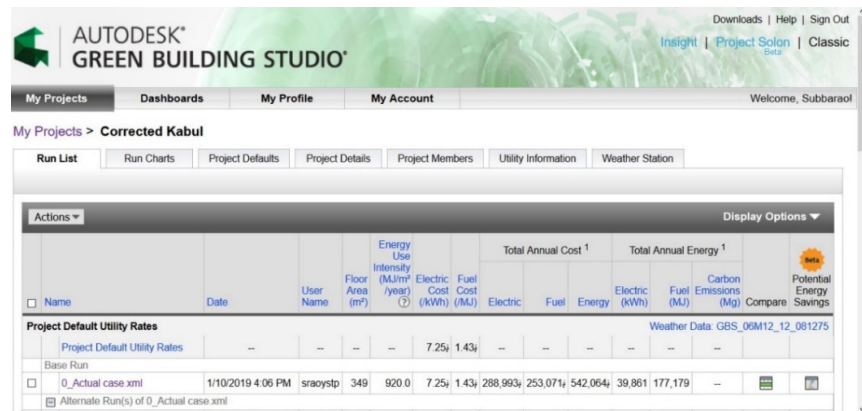 Downloads | Help | Sign Out
AUTODESK®
GREEN BUILDING STUDIO®
Insight | Project Solon | Classic
Beta
My Projects Dashboards My Profile My Account Welcome, Subbaraol
My Projects > Corrected Kabul
Run List Run Charts Project Defaults Project Details Project Members Utility Information Weather Station
Actions Display Options
Name Date User Name Floor Area (m²) Energy Use Intensity (MJ/m²/year) ? Electric Cost (/kWh) Fuel Cost (/MJ) Total Annual Cost 1 Electric Fuel Energy Total Annual Energy 1 Electric (kWh) Fuel (MJ) Carbon Emissions (Mg) Compare Beta Potential Energy Savings
Project Default Utility Rates Weather Data: GBS_06M12_12_081275
Project Default Utility Rates -- -- -- -- 7.25؋ 1.43؋ -- -- -- -- -- --
Base Run
0_Actual case.xml 1/10/2019 4:06 PM sraoystp 349 920.0 7.25؋ 1.43؋ 288,993؋ 253,071؋ 542,064؋ 39,861 177,179 --
Alternate Run(s) of 0_Actual case.xml